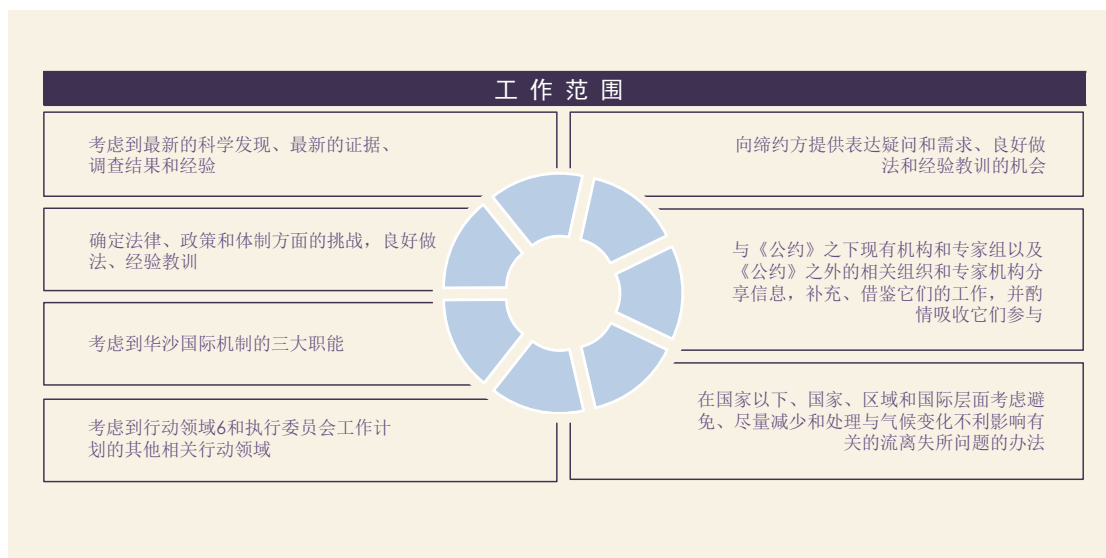 工作范围
考虑到最新的科学发现、最新的证据、
调查结果和经验
确定法律、政策和体制方面的挑战，良好做
法、经验教训
考虑到华沙国际机制的三大职能
考虑到行动领域6和执行委员会工作计
划的其他相关行动领域
向缔约方提供表达疑问和需求、良好做
法和经验教训的机会
与《公约》之下现有机构和专家组以及
《公约》之外的相关组织和专家机构分
享信息，补充、借鉴它们的工作，并酌
情吸收它们参与
在国家以下、国家、区域和国际层面考虑避
免、尽量减少和处理与气候变化不利影响有
关的流离失所问题的办法